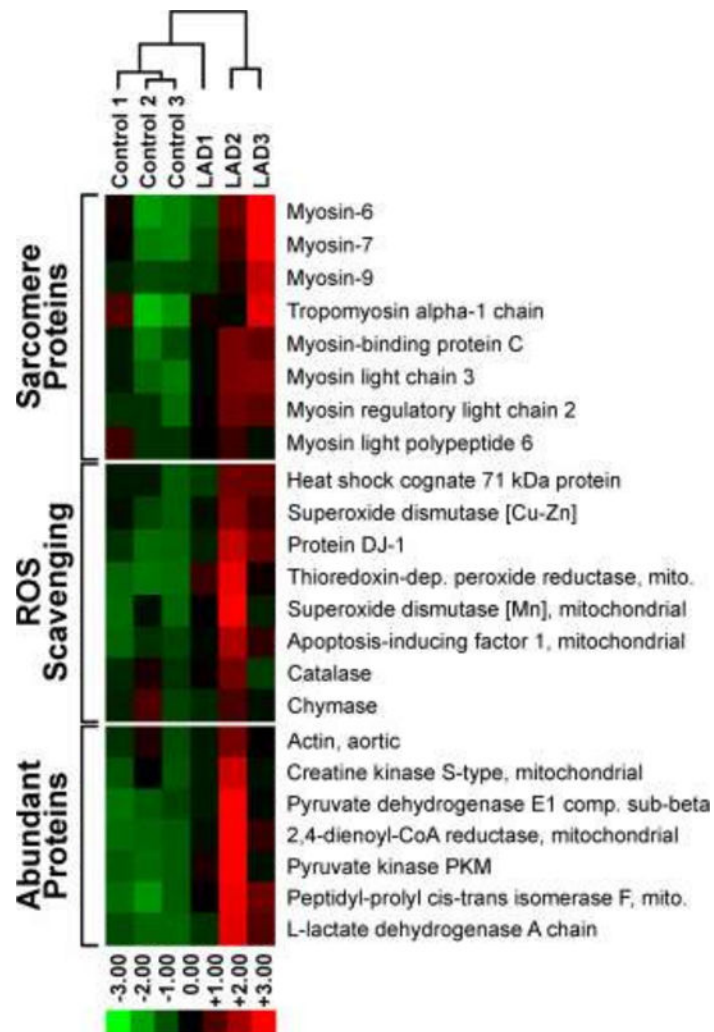 Control 1
Control 2
Control 3
LAD1
LAD2
LAD3
Sarcomere
Proteins
Myosin-6
Myosin-7
Myosin-9
Tropomyosin alpha-1 chain
Myosin-binding protein C
Myosin light chain 3
Myosin regulatory light chain 2
Myosin light polypeptide 6
ROS
Scavenging
Heat shock cognate 71 kDa protein
Superoxide dismutase [Cu-Zn]
Protein DJ-1
Thioredoxin-dep. peroxide reductase, mito.
Superoxide dismutase [Mn], mitochondrial
Apoptosis-inducing factor 1, mitochondrial
Catalase
Chymase
Abundant
Proteins
Actin, aortic
Creatine kinase S-type, mitochondrial
Pyruvate dehydrogenase E1 comp. sub-beta
2,4-dienoyl-CoA reductase, mitochondrial
Pyruvate kinase PKM
Peptidyl-prolyl cis-trans isomerase F, mito.
L-lactate dehydrogenase A chain
-3.00
-2.00
-1.00
0.00
+1.00
+2.00
+3.00